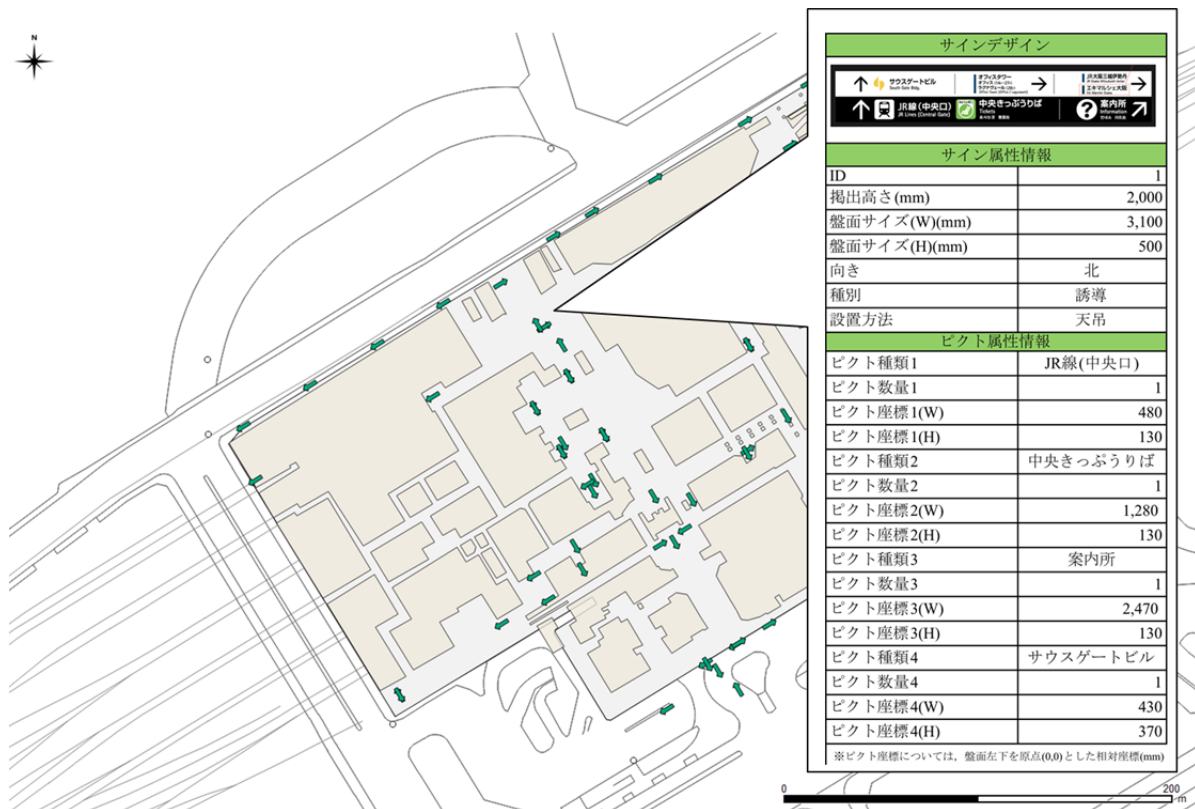 N
サインデザイン
サウスゲートビル
South Gate Bldg.
オフィスタワー
JR大阪三越伊勢丹
エキマルシェ大阪
JR線(中央口)
JR Lines (Central Gate)
中央きっぷうりば
Tickets
? 案内所
Information
サイン属性情報
ID 1
掲出高さ(mm) 2,000
盤面サイズ(W)(mm) 3,100
盤面サイズ(H)(mm) 500
向き 北
種別 誘導
設置方法 天吊
ピクト属性情報
ピクト種類1 JR線(中央口)
ピクト数量1 1
ピクト座標1(W) 480
ピクト座標1(H) 130
ピクト種類2 中央きっぷうりば
ピクト数量2 1
ピクト座標2(W) 1,280
ピクト座標2(H) 130
ピクト種類3 案内所
ピクト数量3 1
ピクト座標3(W) 2,470
ピクト座標3(H) 130
ピクト種類4 サウスゲートビル
ピクト数量4 1
ピクト座標4(W) 430
ピクト座標4(H) 370
※ピクト座標については，盤面左下を原点(0,0)とした相対座標(mm)
0 200
m